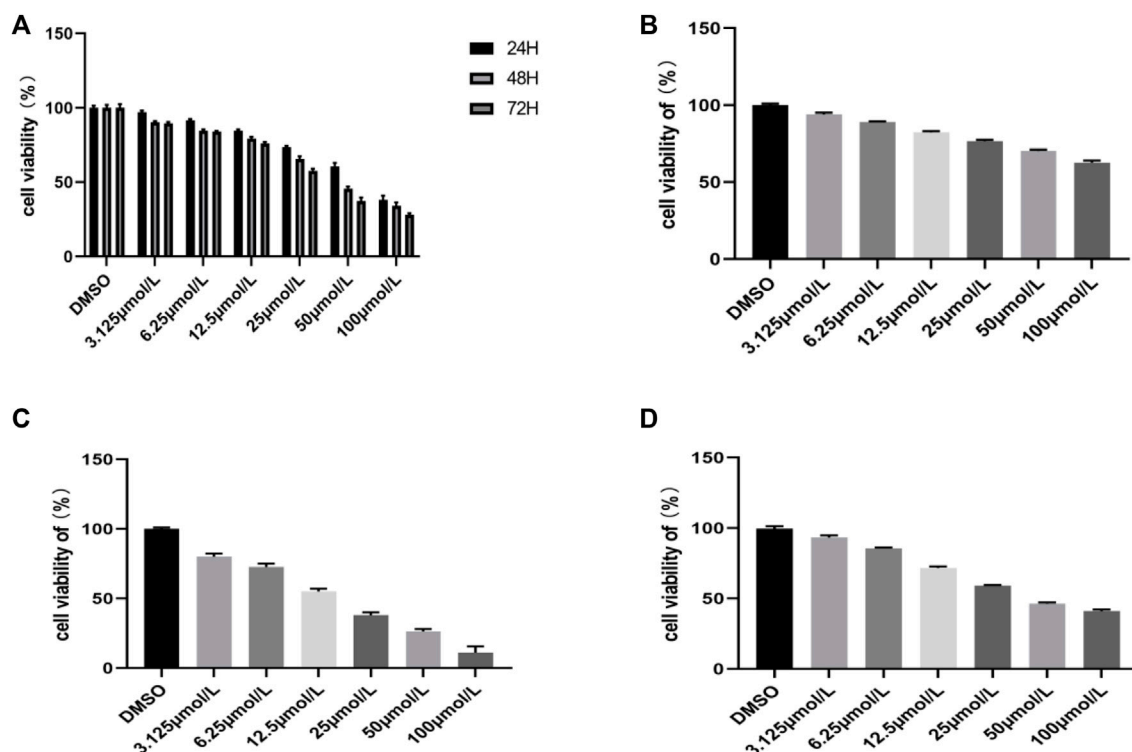 A
cell viability（%）
150
100
50
0
DMSO
3.125μmol/L
6.25μmol/L
12.5μmol/L
25μmol/L
50μmol/L
100μmol/L
24H
48H
72H
B
cell viability of（%）
150
100
50
0
DMSO
3.125μmol/L
6.25μmol/L
12.5μmol/L
25μmol/L
50μmol/L
100μmol/L
C
cell viability of（%）
150
100
50
0
DMSO
3.125μmol/L
6.25μmol/L
12.5μmol/L
25μmol/L
50μmol/L
100μmol/L
D
cell viability of（%）
150
100
50
0
DMSO
3.125μmol/L
6.25μmol/L
12.5μmol/L
25μmol/L
50μmol/L
100μmol/L